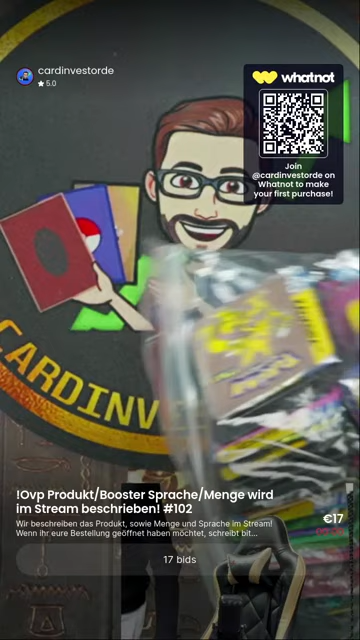 cardinvestorde
★ 5.0
whatnot
Join
@cardinvestorde on
Whatnot to make
your first purchase!
CARDINV
!Ovp Produkt/Booster Sprache/Menge wird
im Stream beschrieben! #102
€17
Wir beschreiben das Produkt, sowie Menge und Sprache im Stream!
Wenn ihr eure Bestellung geöffnet haben möchtet, schreibt bit...
17 bids